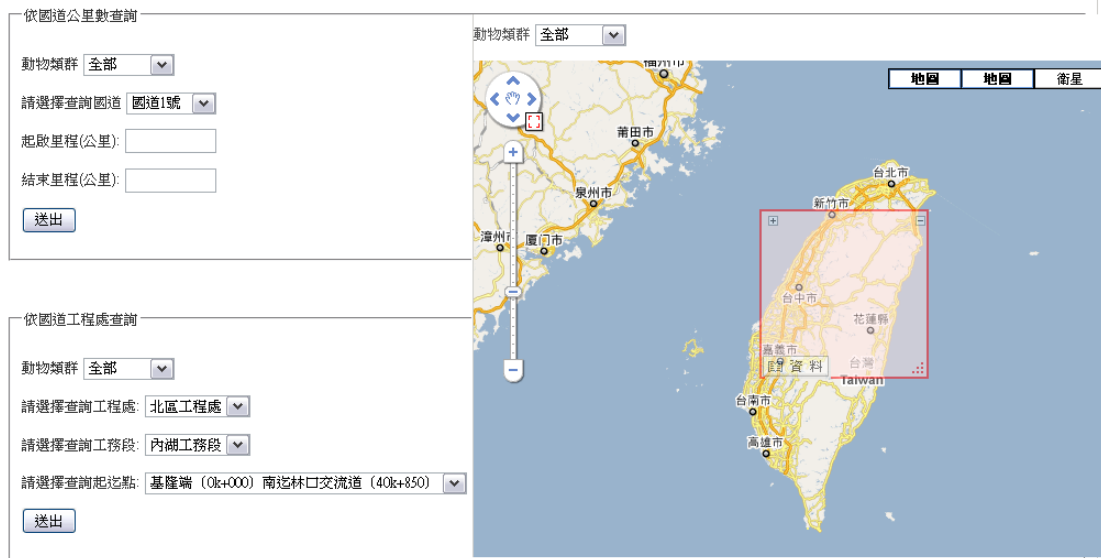 依國道公里數查詢
動物類群 全部
請選擇查詢國道 國道1號
起啟里程(公里):
結束里程(公里):
送出
依國道工程處查詢
動物類群 全部
請選擇查詢工程處: 北區工程處
請選擇查詢工務段: 內湖工務段
請選擇查詢起迄點: 基隆端 (0k+000) 南迄林口交流道 (40k+850)
送出
動物類群 全部
地圖 地圖 衛星
福州市
莆田市
泉州市
漳州市
厦门市
台北市
新竹市
台中市
花蓮縣
嘉義市
台灣
資料
Taiwan
台南市
高雄市